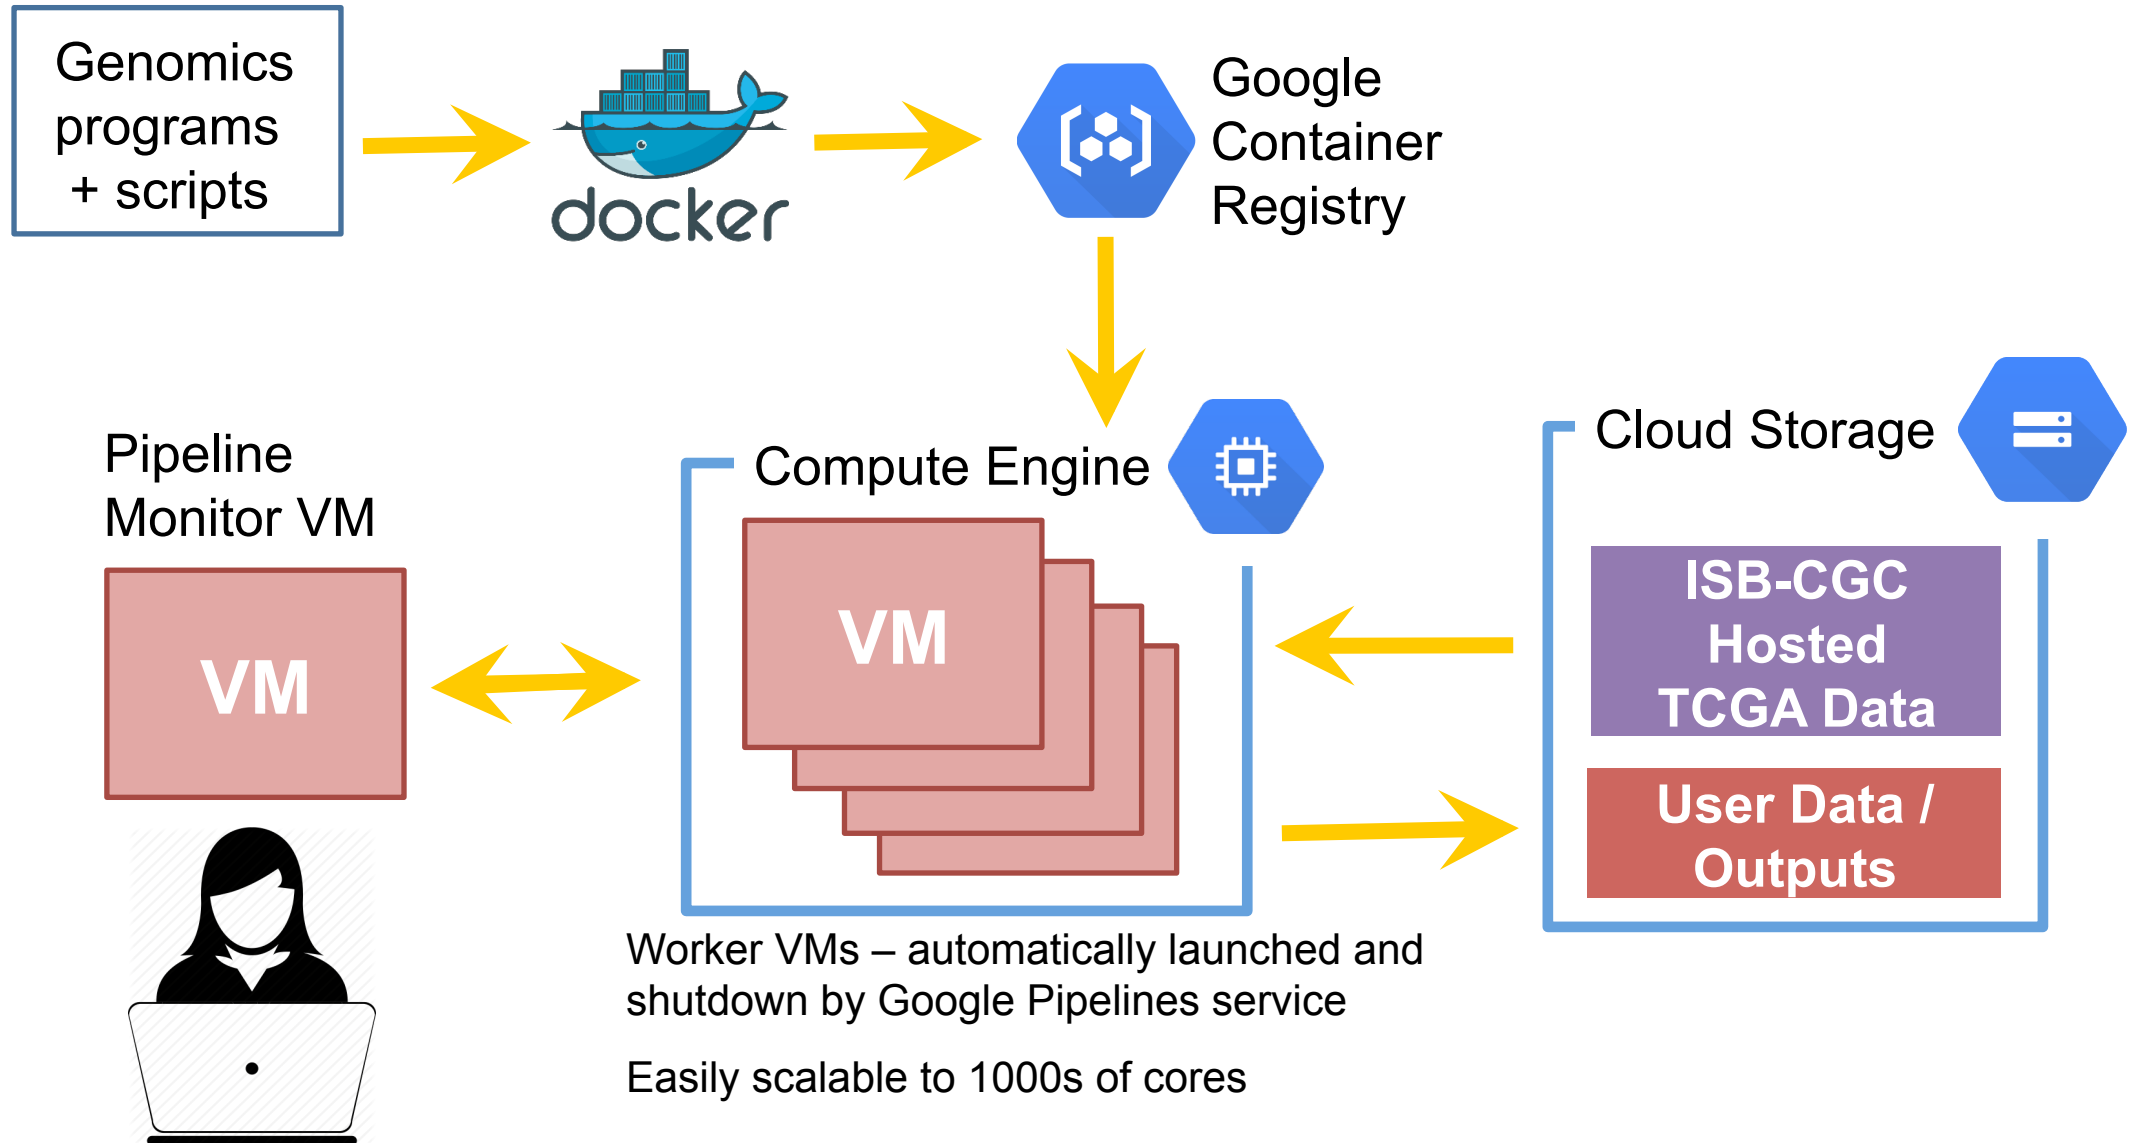 Genomics
programs
+ scripts
docker
Google
Container
Registry
Pipeline
Monitor VM
VM
Compute Engine
VM
Cloud Storage
ISB-CGC
Hosted
TCGA Data
User Data /
Outputs
Worker VMs – automatically launched and
shutdown by Google Pipelines service
Easily scalable to 1000s of cores